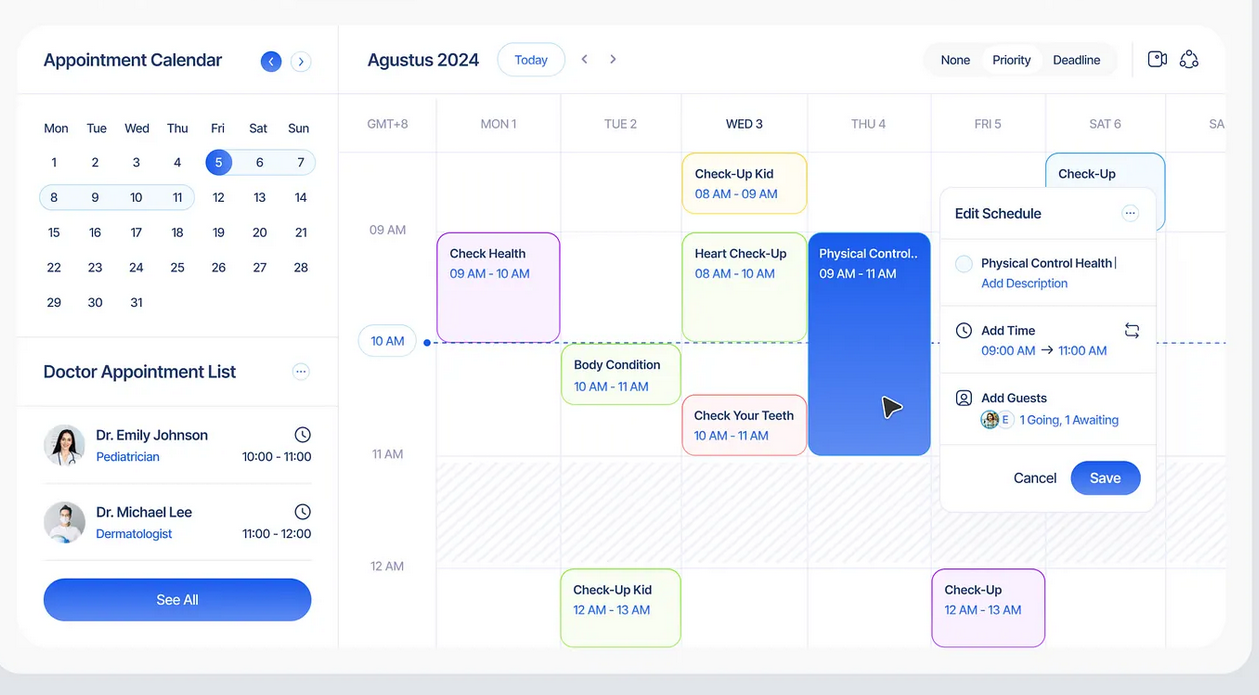 Appointment Calendar
Mon Tue Wed Thu Fri Sat Sun
1 2 3 4 5 6 7
8 9 10 11 12 13 14
15 16 17 18 19 20 21
22 23 24 25 26 27 28
29 30 31
Doctor Appointment List
Dr. Emily Johnson
Pediatrician 10:00 - 11:00
Dr. Michael Lee
Dermatologist 11:00 - 12:00
See All
Agustus 2024 Today None Priority Deadline
GMT+8 MON 1 TUE 2 WED 3 THU 4 FRI 5 SAT 6 SA
09 AM
10 AM
11 AM
12 AM
Check Health
09 AM - 10 AM
Body Condition
10 AM - 11 AM
Check-Up Kid
12 AM - 13 AM
Check-Up Kid
08 AM - 09 AM
Heart Check-Up
08 AM - 10 AM
Check Your Teeth
10 AM - 11 AM
Physical Control..
09 AM - 11 AM
Check-Up
12 AM - 13 AM
Check-Up
Edit Schedule
Physical Control Health
Add Description
Add Time
09:00 AM → 11:00 AM
Add Guests
E 1 Going, 1 Awaiting
Cancel Save